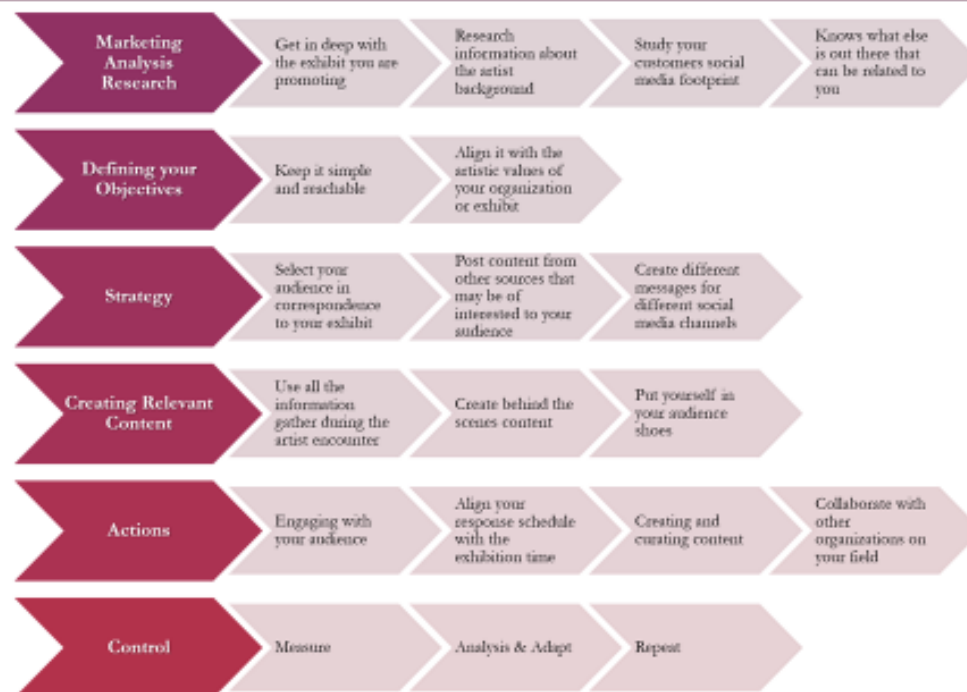 Marketing
Analysis
Research
Get in deep with
the exhibit you are
promoting
Research
information about
the artist
background
Study your
customers social
media footprint
Knows what else
is out there that
can be related to
you
Defining your
Objectives
Keep it simple
and reachable
Align it with the
artistic values of
your organization
or exhibit
Strategy
Select your
audience in
correspondence
to your exhibit
Post content from
other sources that
may be of
interested to your
audience
Create different
messages for
different social
media channels
Creating Relevant
Content
Use all the
information
gather during the
artist encounter
Create behind the
scenes content
Put yourself in
your audience
shoes
Actions
Engaging with
your audience
Align your
response schedule
with the
exhibition time
Creating and
curating content
Collaborate with
other
organizations on
your field
Control
Measure
Analysis & Adapt
Repeat